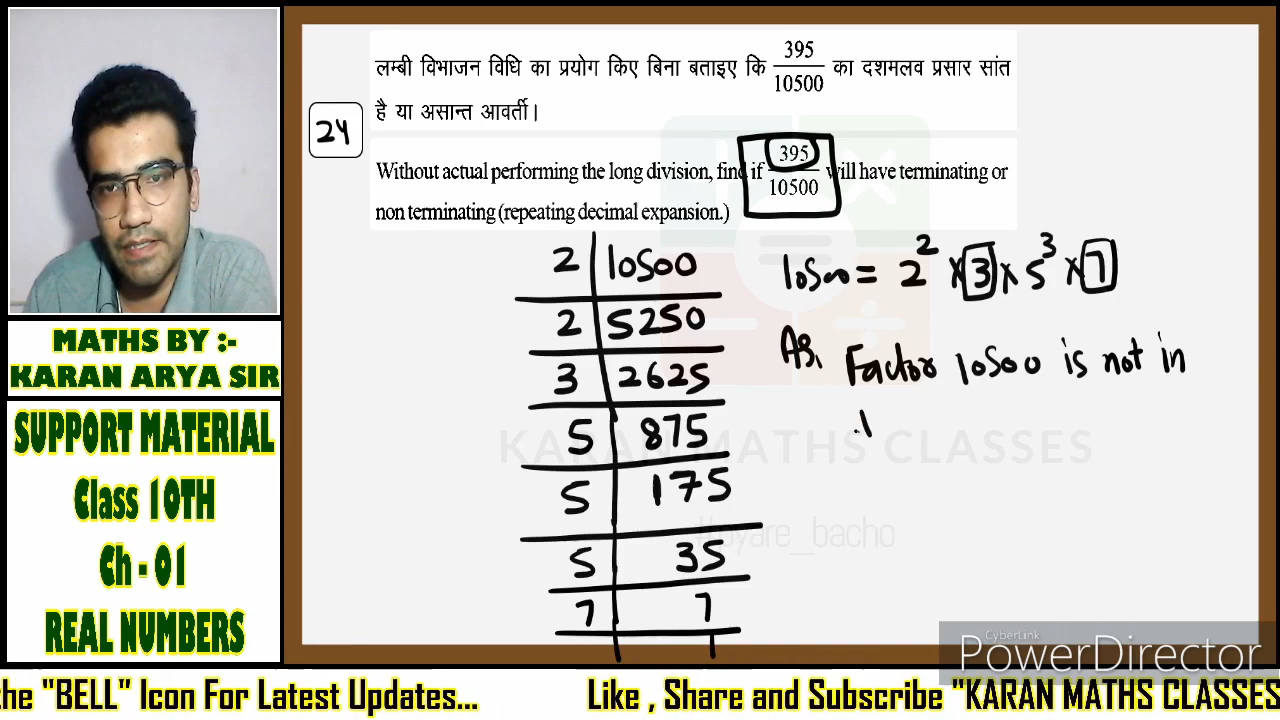 लम्बी विभाजन विधि का प्रयोग किए बिना बताइए कि 395/10500 का दशमलव प्रसार सांत
है या असान्त आवर्ती।
24
Without actual performing the long division, find if 395/10500 will have terminating or
non terminating (repeating decimal expansion.)
2 | 10500
2 | 5250
3 | 2625
5 | 875
5 | 175
5 | 35
7 | 7
1
10500 = 2² × 3 × 5³ × 7
As, Factor 10500 is not in
KARAN MATHS CLASSES
MATHS BY :-
KARAN ARYA SIR
SUPPORT MATERIAL
Class 10TH
Ch - 01
REAL NUMBERS
CyberLink
PowerDirector
the "BELL" Icon For Latest Updates... Like , Share and Subscribe "KARAN MATHS CLASSES